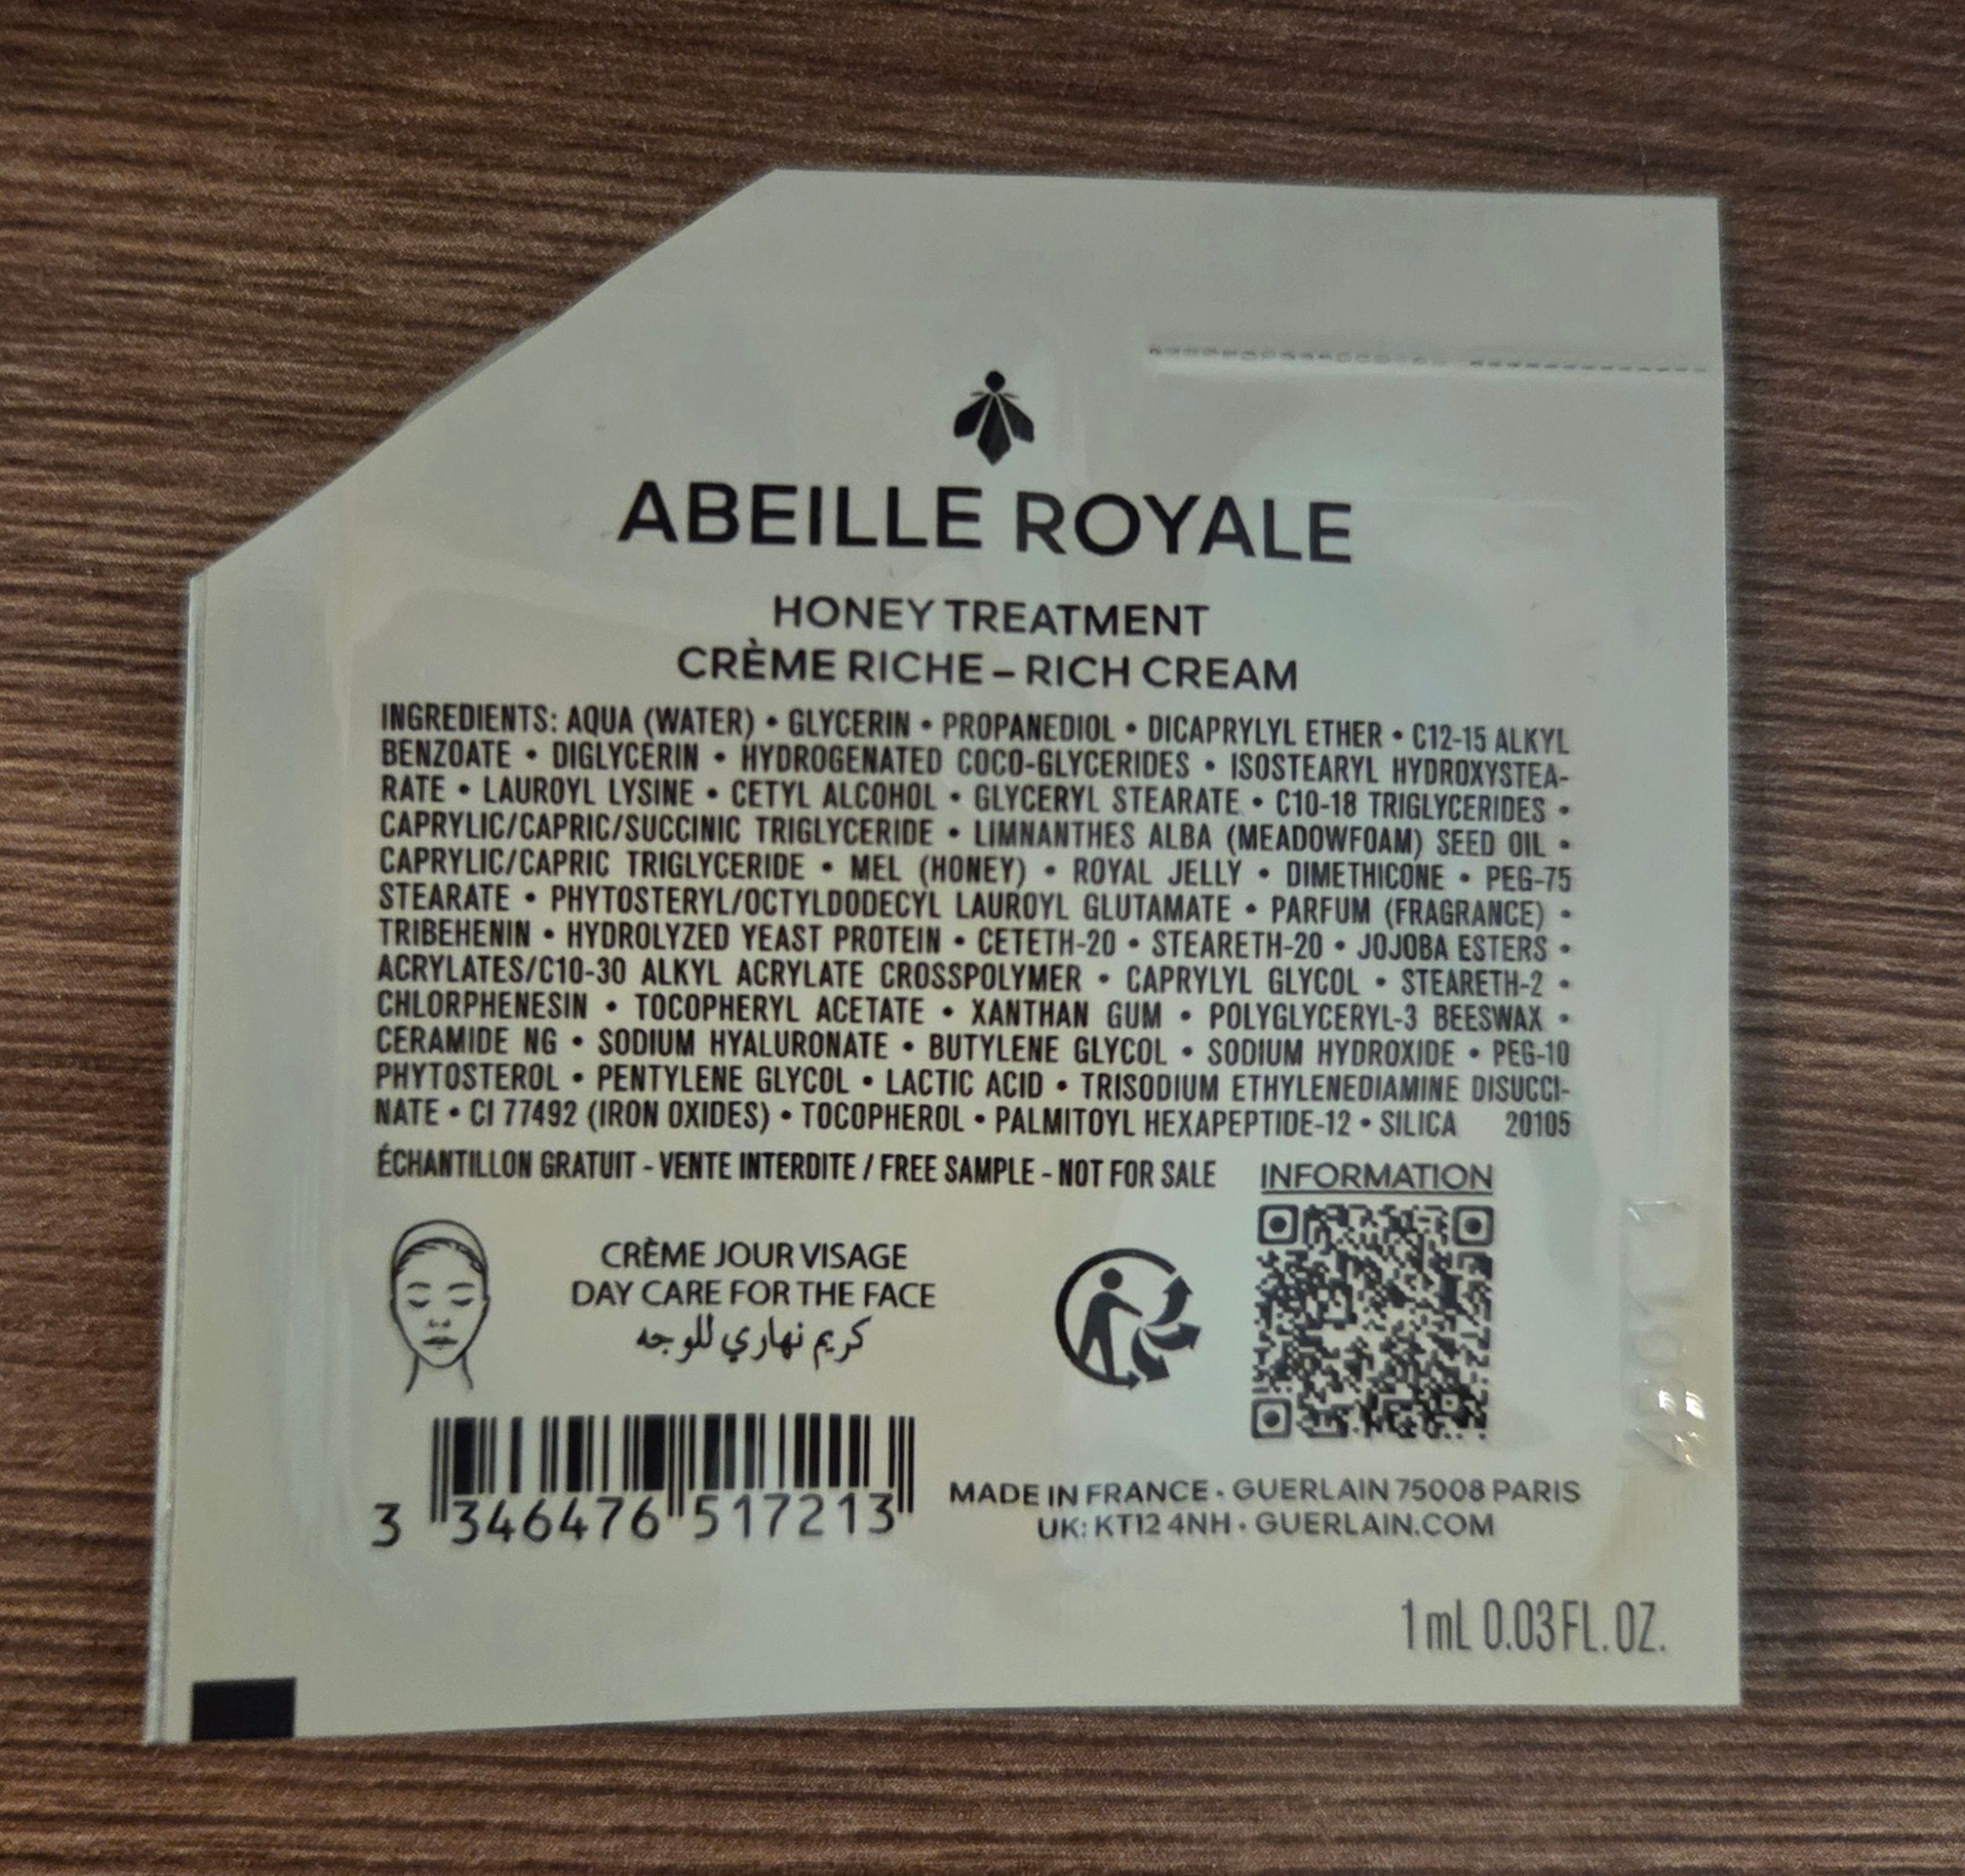 ABEILLE ROYALE
HONEY TREATMENT
CRÈME RICHE – RICH CREAM
INGREDIENTS: AQUA (WATER) • GLYCERIN • PROPANEDIOL • DICAPRYLYL ETHER • C12-15 ALKYL
BENZOATE • DIGLYCERIN • HYDROGENATED COCO-GLYCERIDES • ISOSTEARYL HYDROXYSTEA-
RATE • LAUROYL LYSINE • CETYL ALCOHOL • GLYCERYL STEARATE • C10-18 TRIGLYCERIDES •
CAPRYLIC/CAPRIC/SUCCINIC TRIGLYCERIDE • LIMNANTHES ALBA (MEADOWFOAM) SEED OIL •
CAPRYLIC/CAPRIC TRIGLYCERIDE • MEL (HONEY) • ROYAL JELLY • DIMETHICONE • PEG-75
STEARATE • PHYTOSTERYL/OCTYLDODECYL LAUROYL GLUTAMATE • PARFUM (FRAGRANCE) •
TRIBEHENIN • HYDROLYZED YEAST PROTEIN • CETETH-20 • STEARETH-20 • JOJOBA ESTERS •
ACRYLATES/C10-30 ALKYL ACRYLATE CROSSPOLYMER • CAPRYLYL GLYCOL • STEARETH-2 •
CHLORPHENESIN • TOCOPHERYL ACETATE • XANTHAN GUM • POLYGLYCERYL-3 BEESWAX •
CERAMIDE NG • SODIUM HYALURONATE • BUTYLENE GLYCOL • SODIUM HYDROXIDE • PEG-10
PHYTOSTEROL • PENTYLENE GLYCOL • LACTIC ACID • TRISODIUM ETHYLENEDIAMINE DISUCCI-
NATE • CI 77492 (IRON OXIDES) • TOCOPHEROL • PALMITOYL HEXAPEPTIDE-12 • SILICA 20105
ÉCHANTILLON GRATUIT - VENTE INTERDITE / FREE SAMPLE - NOT FOR SALE
INFORMATION
CRÈME JOUR VISAGE
DAY CARE FOR THE FACE
كريم نهاري للوجه
3 346476 517213
MADE IN FRANCE • GUERLAIN 75008 PARIS
UK: KT12 4NH • GUERLAIN.COM
1 mL 0.03 FL. OZ.